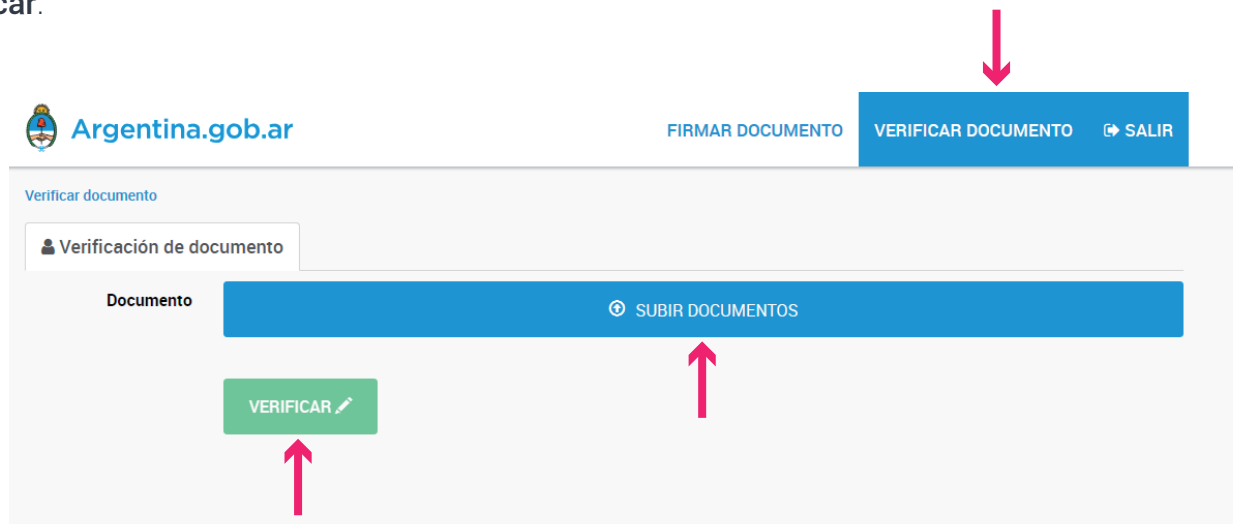 car.
Argentina.gob.ar
FIRMAR DOCUMENTO
VERIFICAR DOCUMENTO
SALIR
Verificar documento
Verificación de documento
Documento
SUBIR DOCUMENTOS
VERIFICAR